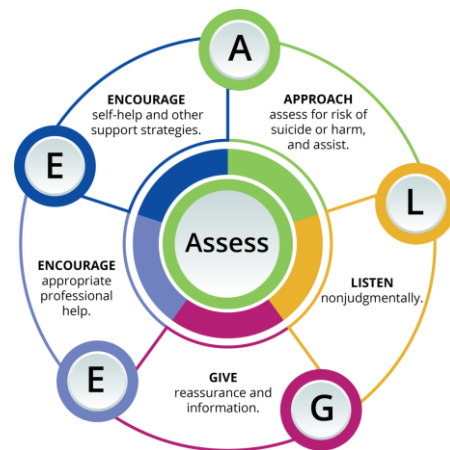 A
APPROACH
assess for risk of
suicide or harm,
and assist.
L
LISTEN
nonjudgmentally.
G
GIVE
reassurance and
information.
E
ENCOURAGE
appropriate
professional
help.
E
ENCOURAGE
self-help and other
support strategies.
Assess